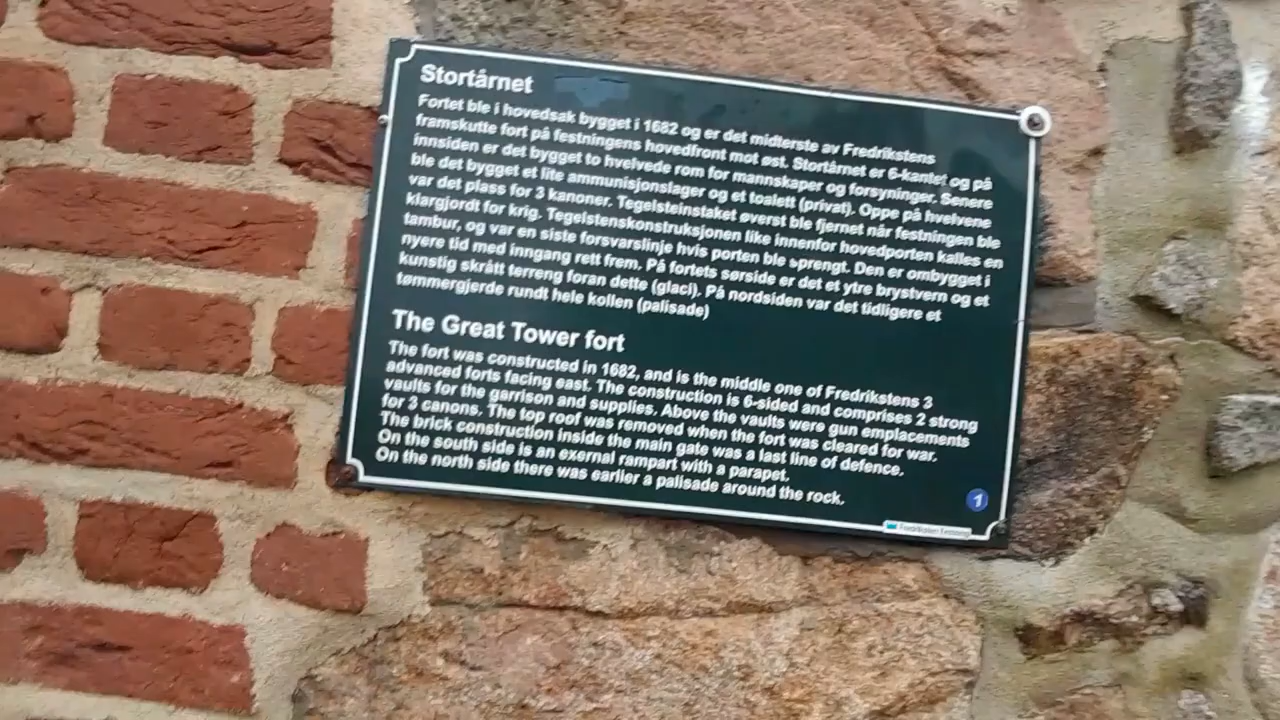 Stortårnet
Fortet ble i hovedsak bygget i 1682 og er det midterste av Fredrikstens
framskutte fort på festningens hovedfront mot øst. Stortårnet er 6-kantet og på
innsiden er det bygget to hvelvede rom for mannskaper og forsyninger. Senere
ble det bygget et lite ammunisjonslager og et toalett (privat). Oppe på hvelvene
var det plass for 3 kanoner. Tegelsteinstaket øverst ble fjernet når festningen ble
klargjordt for krig. Tegelstenskonstruksjonen like innenfor hovedporten kalles en
tambur, og var en siste forsvarslinje hvis porten ble sprengt. Den er ombygget i
nyere tid med inngang rett frem. På fortets sørside er det et ytre brystvern og et
kunstig skrått terreng foran dette (glaci). På nordsiden var det tidligere et
tømmergjerde rundt hele kollen (palisade)
The Great Tower fort
The fort was constructed in 1682, and is the middle one of Fredrikstens 3
advanced forts facing east. The construction is 6-sided and comprises 2 strong
vaults for the garrison and supplies. Above the vaults were gun emplacements
for 3 canons. The top roof was removed when the fort was cleared for war.
The brick construction inside the main gate was a last line of defence.
On the south side is an exernal rampart with a parapet.
On the north side there was earlier a palisade around the rock.
1
Fredriksten Festning